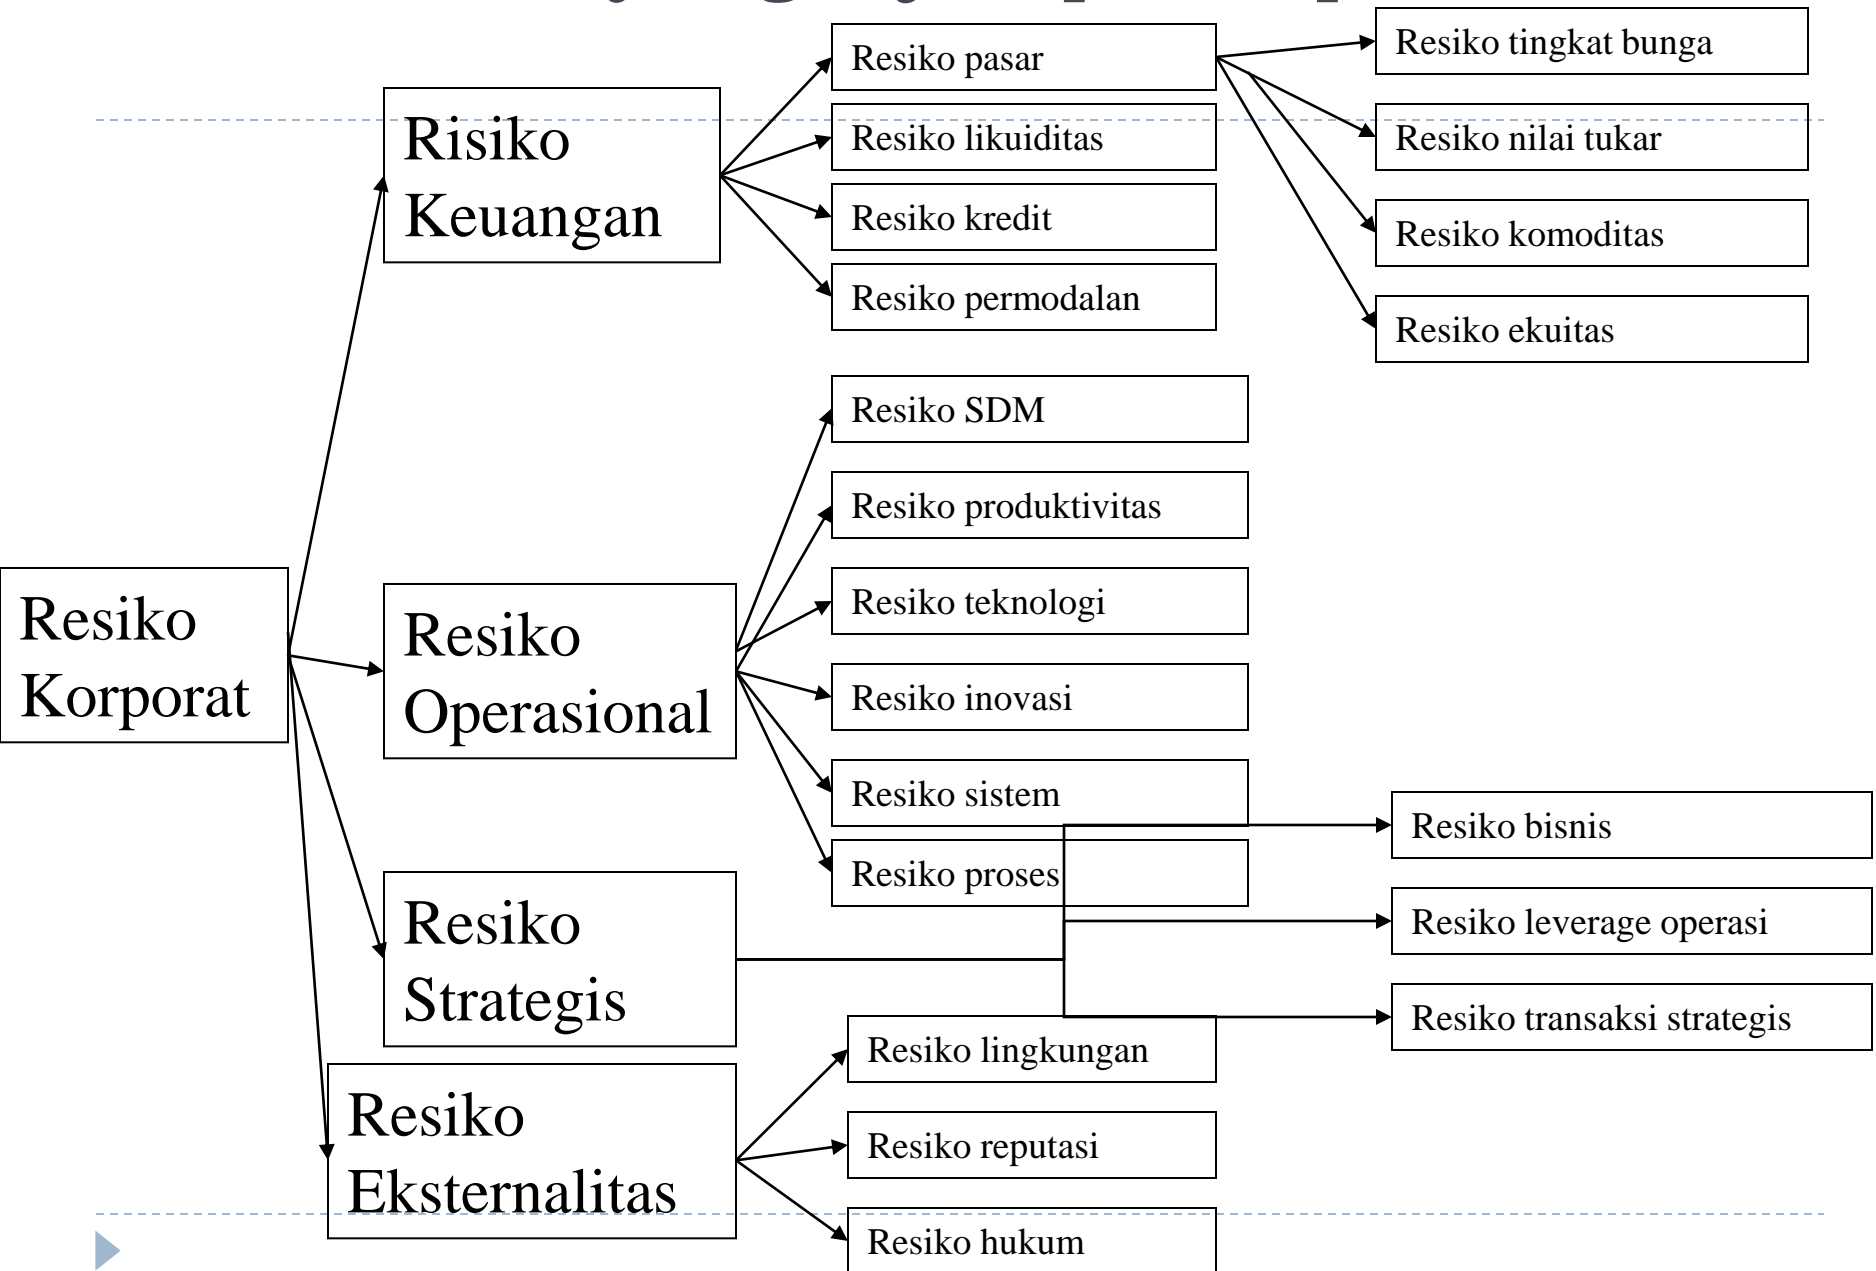 Resiko
Korporat
Risiko
Keuangan
Resiko pasar
Resiko likuiditas
Resiko kredit
Resiko permodalan
Resiko tingkat bunga
Resiko nilai tukar
Resiko komoditas
Resiko ekuitas
Resiko
Operasional
Resiko SDM
Resiko produktivitas
Resiko teknologi
Resiko inovasi
Resiko sistem
Resiko proses
Resiko
Strategis
Resiko bisnis
Resiko leverage operasi
Resiko transaksi strategis
Resiko
Eksternalitas
Resiko lingkungan
Resiko reputasi
Resiko hukum